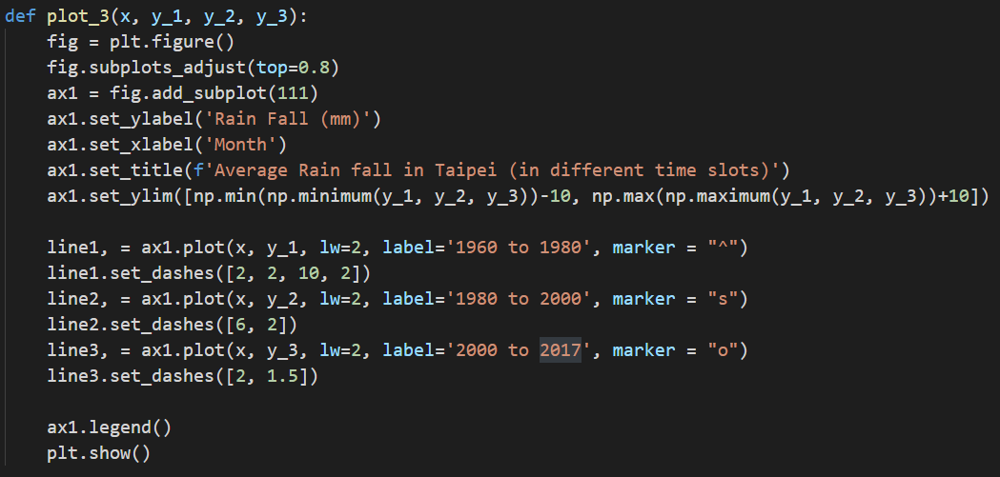 def plot_3(x, y_1, y_2, y_3):
    fig = plt.figure()
    fig.subplots_adjust(top=0.8)
    ax1 = fig.add_subplot(111)
    ax1.set_ylabel('Rain Fall (mm)')
    ax1.set_xlabel('Month')
    ax1.set_title(f'Average Rain fall in Taipei (in different time slots)')
    ax1.set_ylim([np.min(np.minimum(y_1, y_2, y_3))-10, np.max(np.maximum(y_1, y_2, y_3))+10])

    line1, = ax1.plot(x, y_1, lw=2, label='1960 to 1980', marker = "^")
    line1.set_dashes([2, 2, 10, 2])
    line2, = ax1.plot(x, y_2, lw=2, label='1980 to 2000', marker = "s")
    line2.set_dashes([6, 2])
    line3, = ax1.plot(x, y_3, lw=2, label='2000 to 2017', marker = "o")
    line3.set_dashes([2, 1.5])

    ax1.legend()
    plt.show()